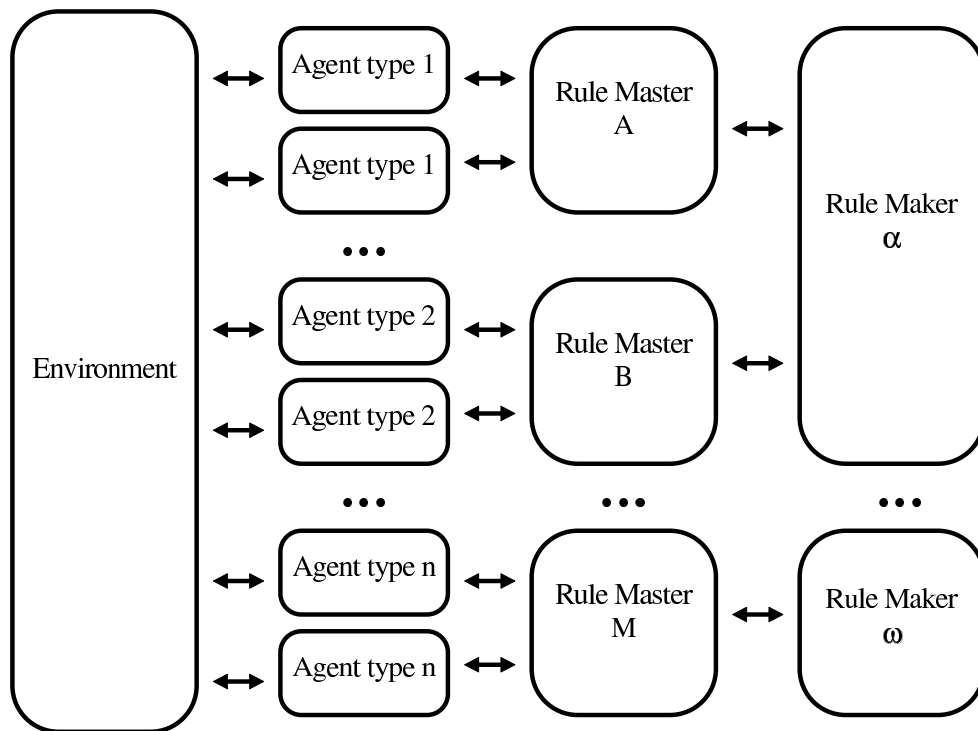 Environment
Agent type 1
Agent type 1
•••
Agent type 2
Agent type 2
•••
Agent type n
Agent type n
Rule Master
A
Rule Master
B
•••
Rule Master
M
Rule Maker
α
•••
Rule Maker
ω